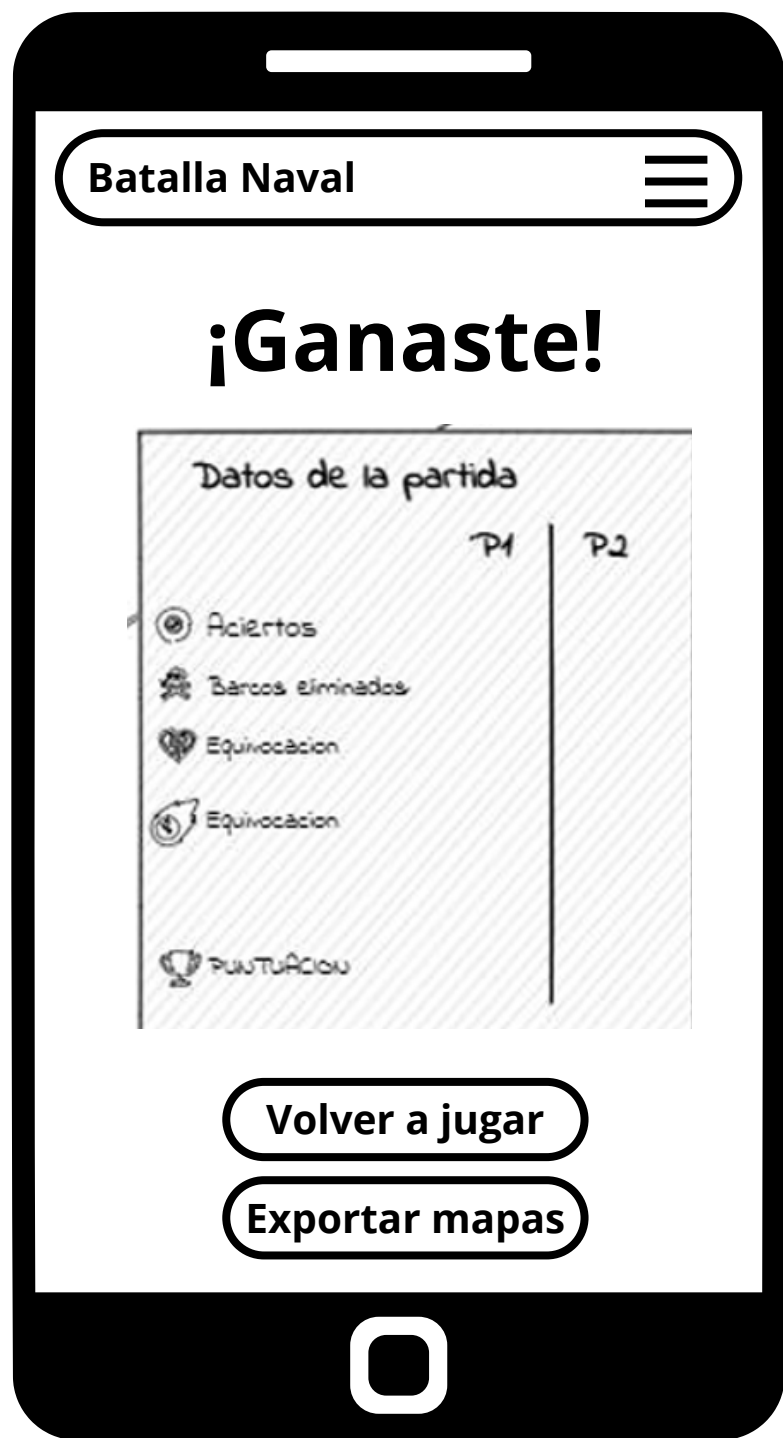 Batalla Naval
¡Ganaste!
Datos de la partida
P1 P2
Aciertos
Barcos eliminados
Equivocacion
Equivocacion
PUNTUACION
Volver a jugar
Exportar mapas